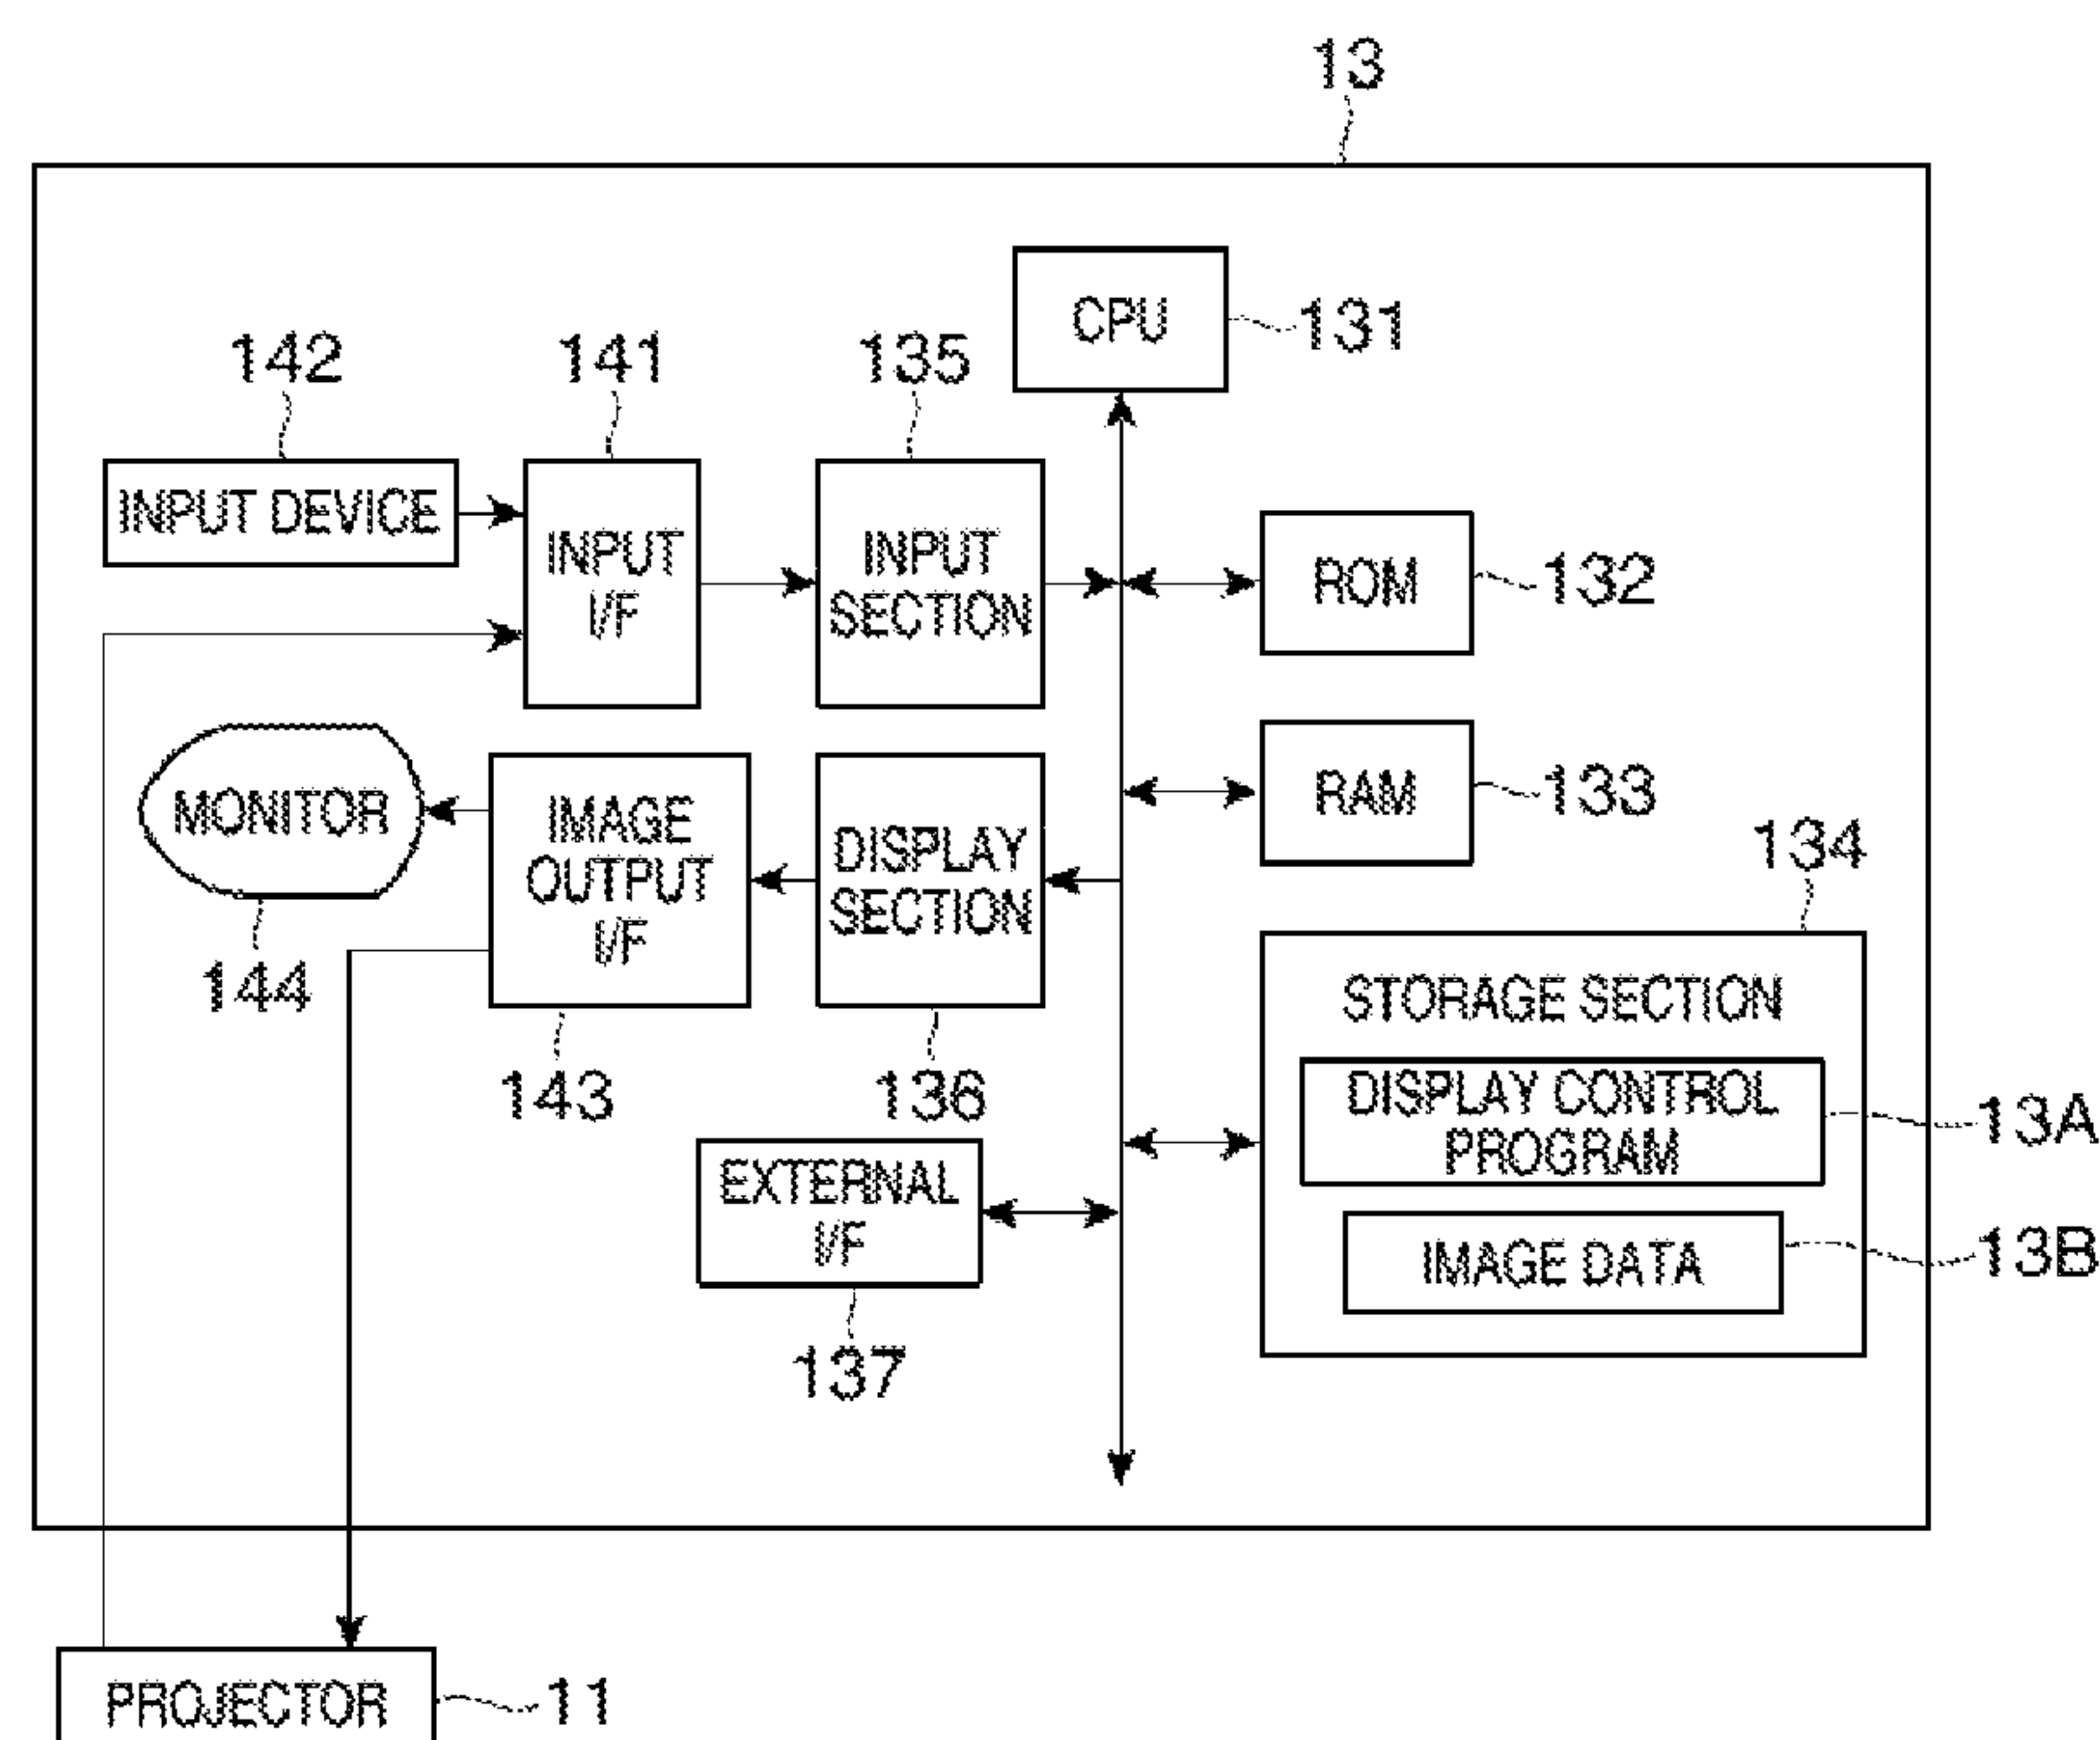 13
CPU
131
142
141
135
INPUT DEVICE
INPUT
I/F
INPUT
SECTION
ROM
132
MONITOR
144
IMAGE
OUTPUT
I/F
143
DISPLAY
SECTION
136
RAM
133
134
STORAGE SECTION
DISPLAY CONTROL
PROGRAM
13A
IMAGE DATA
13B
EXTERNAL
I/F
137
PROJECTOR
11